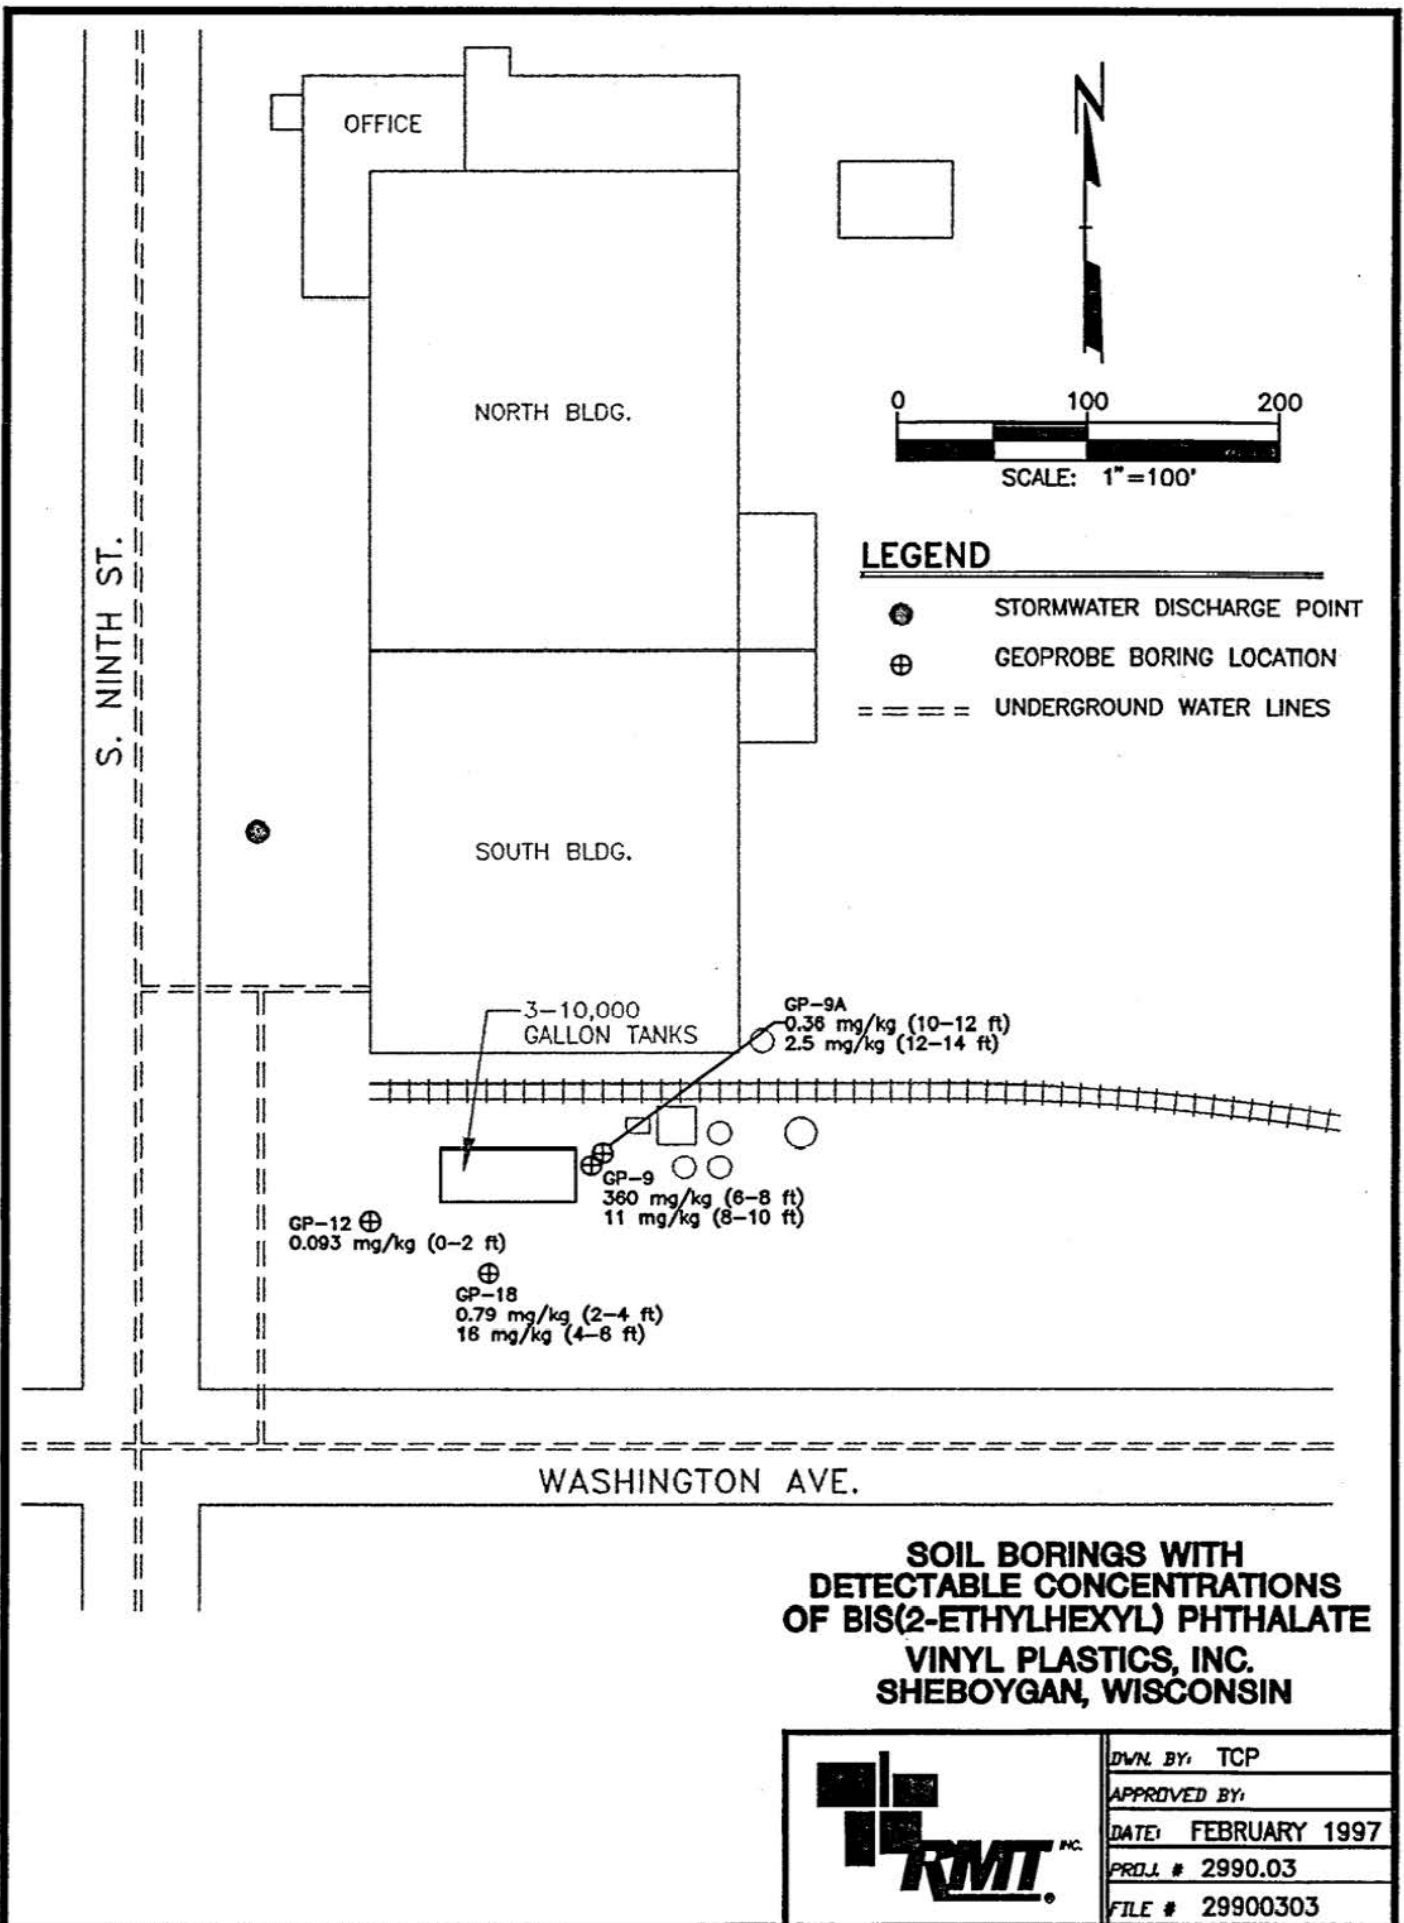 OFFICE
N
NORTH BLDG.
0 100 200
SCALE: 1"=100'
LEGEND
STORMWATER DISCHARGE POINT
GEOPROBE BORING LOCATION
UNDERGROUND WATER LINES
S. NINTH ST.
SOUTH BLDG.
3-10,000
GALLON TANKS
GP-9A
0.36 mg/kg (10-12 ft)
2.5 mg/kg (12-14 ft)
GP-9
360 mg/kg (6-8 ft)
11 mg/kg (8-10 ft)
GP-12
0.093 mg/kg (0-2 ft)
GP-18
0.79 mg/kg (2-4 ft)
16 mg/kg (4-6 ft)
WASHINGTON AVE.
SOIL BORINGS WITH
DETECTABLE CONCENTRATIONS
OF BIS(2-ETHYLHEXYL) PHTHALATE
VINYL PLASTICS, INC.
SHEBOYGAN, WISCONSIN
RMT INC. ®
DWN. BY: TCP
APPROVED BY:
DATE: FEBRUARY 1997
PROJ. # 2990.03
FILE # 29900303